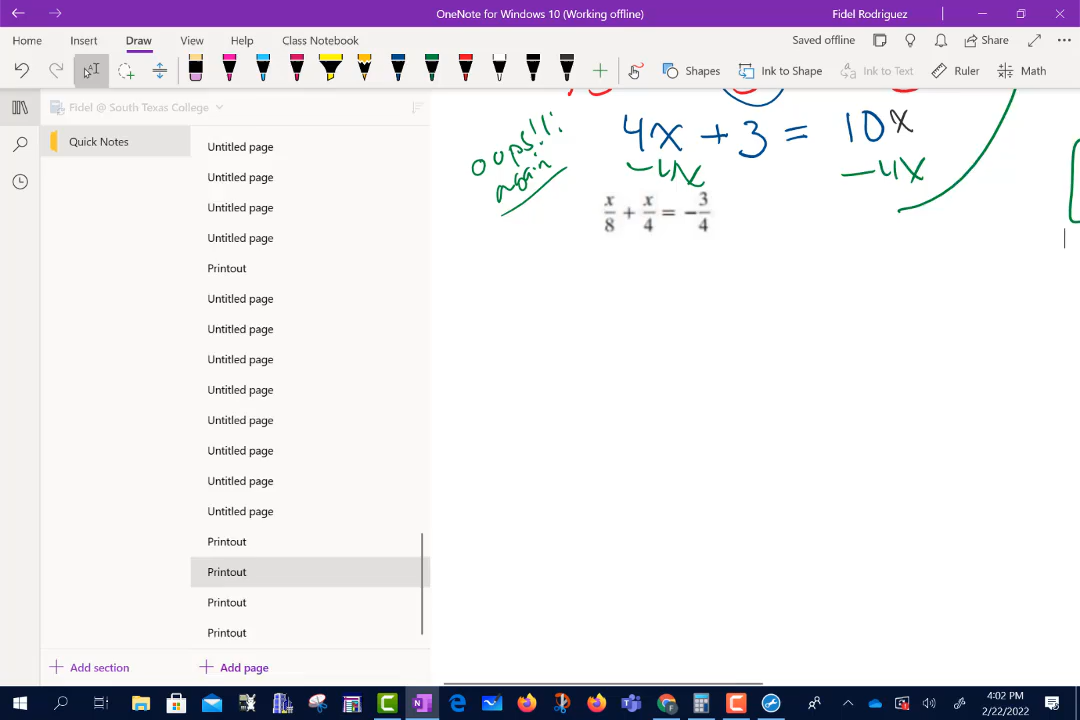 OneNote for Windows 10 (Working offline)
Fidel Rodriguez
Home Insert Draw View Help Class Notebook
Saved offline
Share
Shapes
Ink to Shape
Ink to Text
Ruler
Math
Fidel @ South Texas College
Quick Notes
Untitled page
Untitled page
Untitled page
Untitled page
Printout
Untitled page
Untitled page
Untitled page
Untitled page
Untitled page
Untitled page
Untitled page
Untitled page
Printout
Printout
Printout
Printout
Add section
Add page
oops!!!
again
4x + 3 = 10x
-4x -4x
x/8 + x/4 = -3/4
4:02 PM
2/22/2022